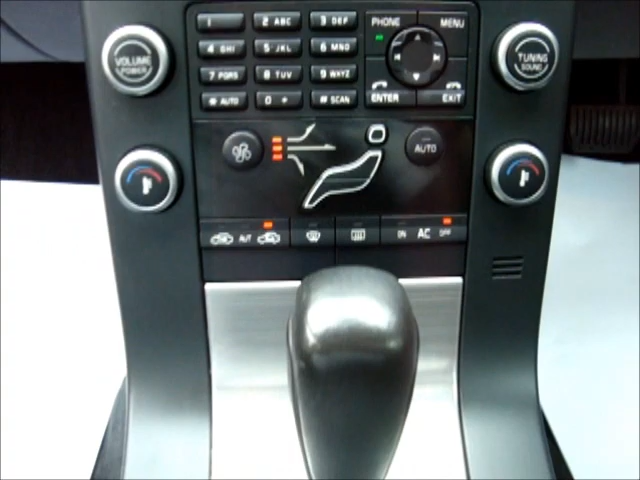 VOLUME
POWER
1
2 ABC
3 DEF
PHONE
MENU
4 GHI
5 JKL
6 MNO
7 PQRS
8 TUV
9 WXYZ
* AUTO
0 +
# SCAN
ENTER
EXIT
TUNING
SOUND
AUTO
AUT
ON AC OFF